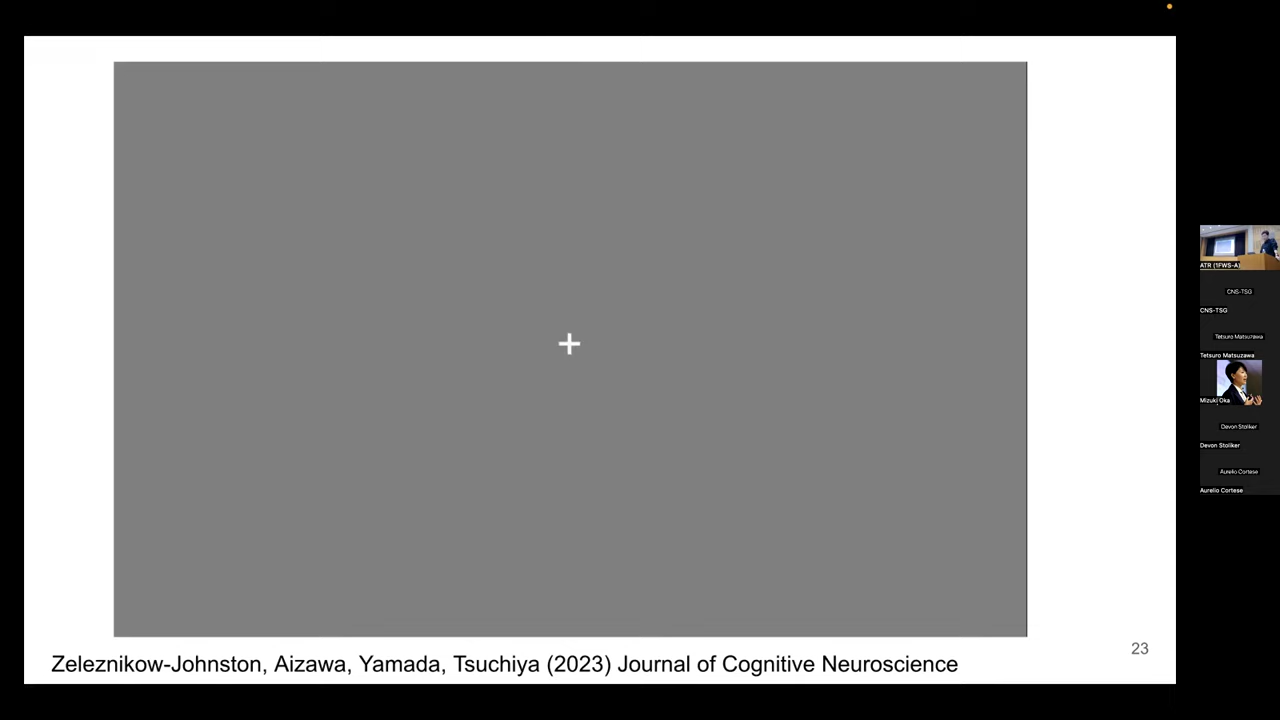 23
Zeleznikow-Johnston, Aizawa, Yamada, Tsuchiya (2023) Journal of Cognitive Neuroscience
ATR (1FWS-A)
CNS-TSG
CNS-TSG
Tetsuro Matsuzawa
Tetsuro Matsuzawa
Mizuki Oka
Devon Stoliker
Devon Stoliker
Aurelio Cortese
Aurelio Cortese